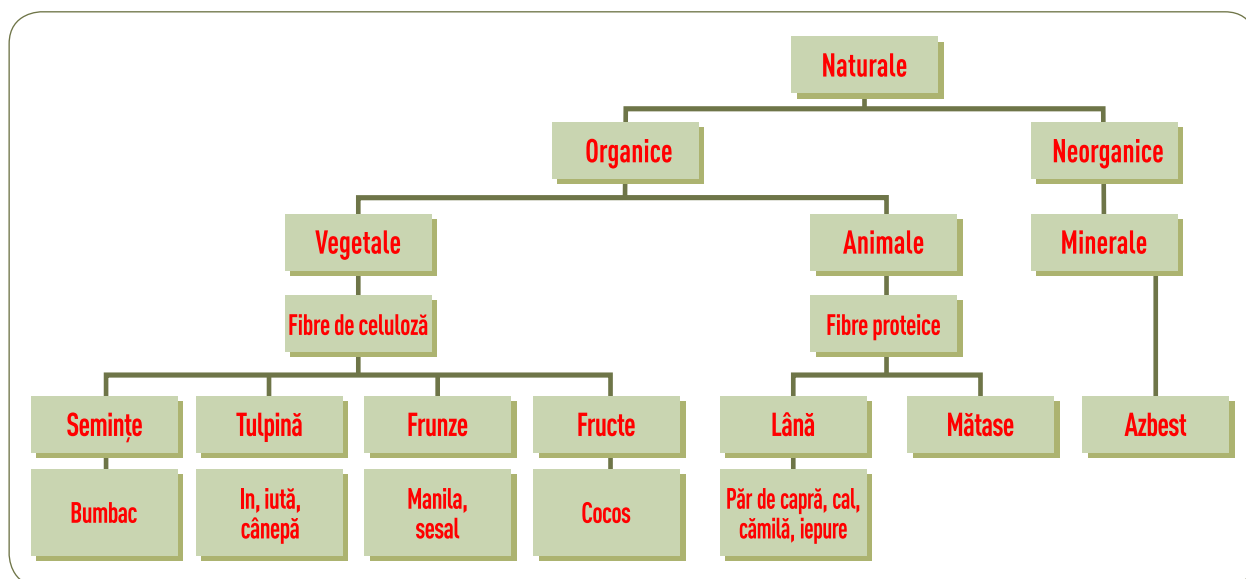 Naturale
Organice
Neorganice
Vegetale
Animale
Minerale
Fibre de celuloză
Fibre proteice
Semințe
Tulpină
Frunze
Fructe
Lână
Mătase
Azbest
Bumbac
In, iută,
cânepă
Manila,
sesal
Cocos
Păr de capră, cal,
cămilă, iepure